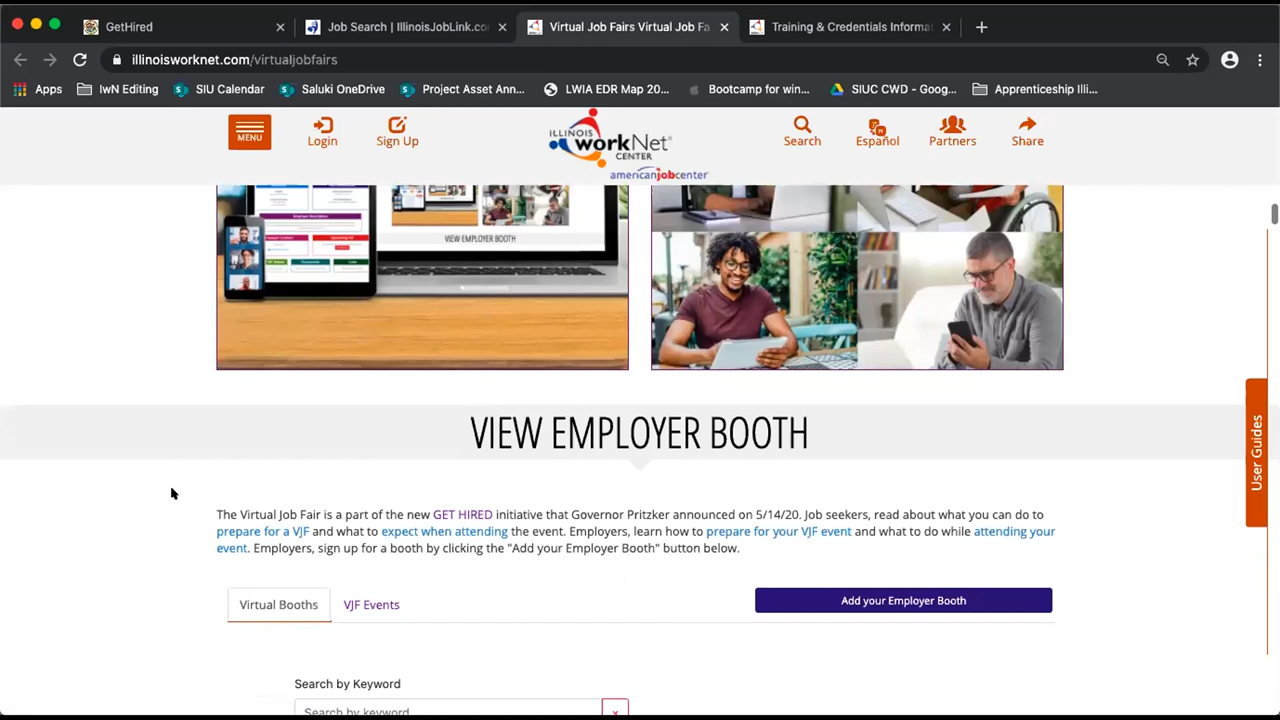 GetHired
Job Search | IllinoisJobLink.co
Virtual Job Fairs Virtual Job Fa
Training & Credentials Informa
illinoisworknet.com/virtualjobfairs
Apps
IwN Editing
SIU Calendar
Saluki OneDrive
Project Asset Ann...
LWIA EDR Map 20...
Bootcamp for win...
SIUC CWD - Goog...
Apprenticeship Illi...
MENU
Login
Sign Up
ILLINOIS
workNet
CENTER
americanjobcenter
Search
Español
Partners
Share
VIEW EMPLOYER BOOTH
VIEW EMPLOYER BOOTH
The Virtual Job Fair is a part of the new GET HIRED initiative that Governor Pritzker announced on 5/14/20. Job seekers, read about what you can do to
prepare for a VJF and what to expect when attending the event. Employers, learn how to prepare for your VJF event and what to do while attending your
event. Employers, sign up for a booth by clicking the "Add your Employer Booth" button below.
Virtual Booths
VJF Events
Add your Employer Booth
Search by Keyword
Search by keyword
x
User Guides